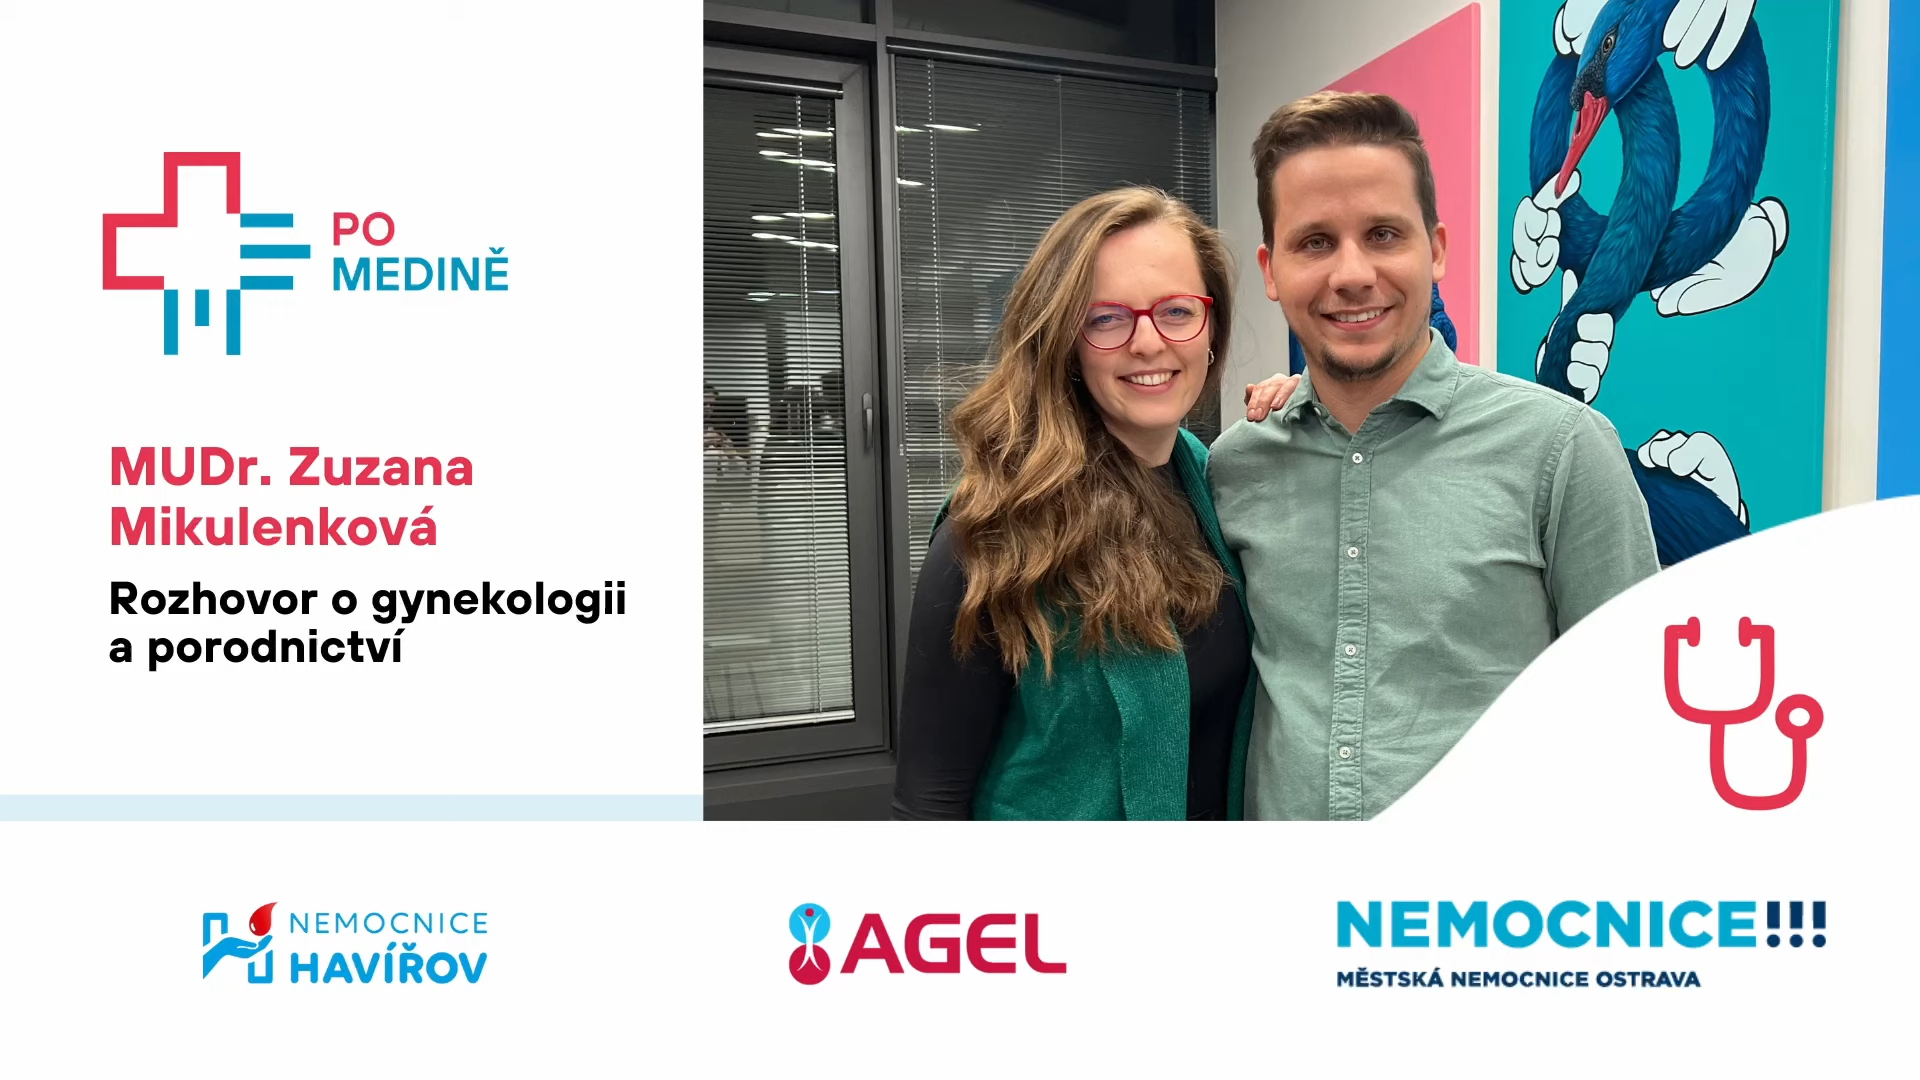 PO
MEDINĚ
MUDr. Zuzana
Mikulenková
Rozhovor o gynekologii
a porodnictví
NEMOCNICE
HAVÍŘOV
AGEL
NEMOCNICE!!!
MĚSTSKÁ NEMOCNICE OSTRAVA